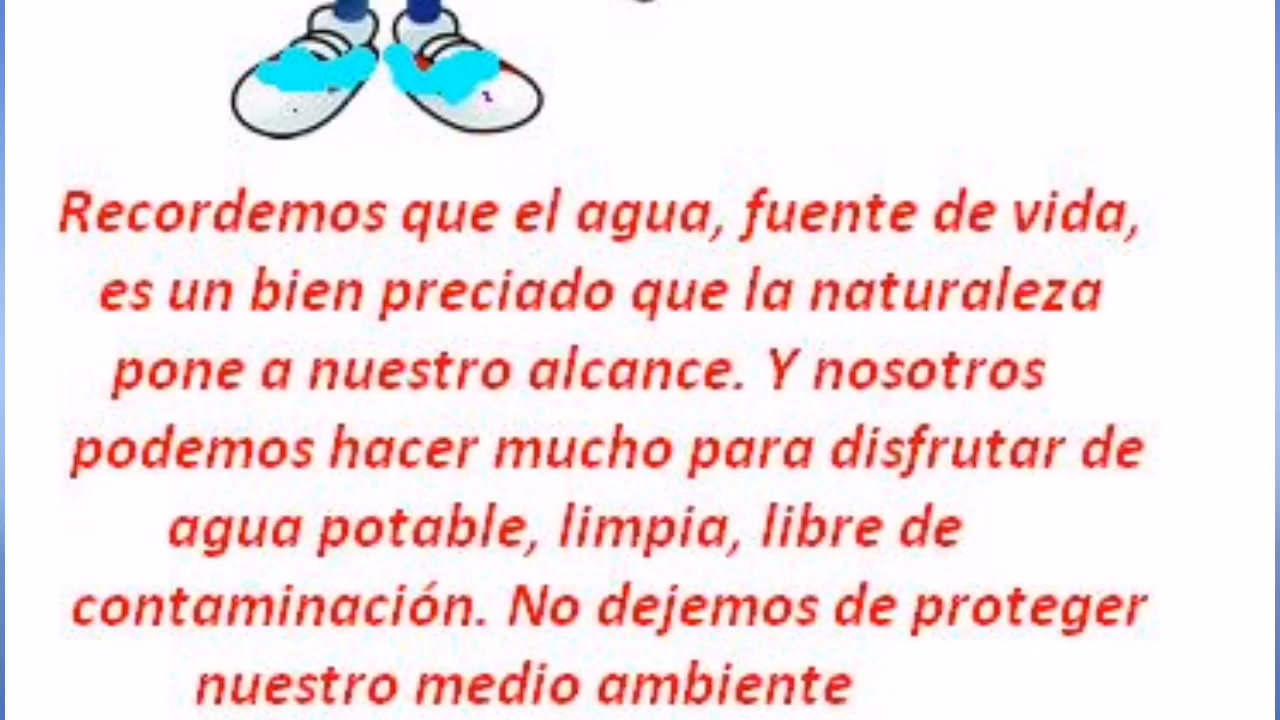 Recordemos que el agua, fuente de vida,
es un bien preciado que la naturaleza
pone a nuestro alcance. Y nosotros
podemos hacer mucho para disfrutar de
agua potable, limpia, libre de
contaminación. No dejemos de proteger
nuestro medio ambiente